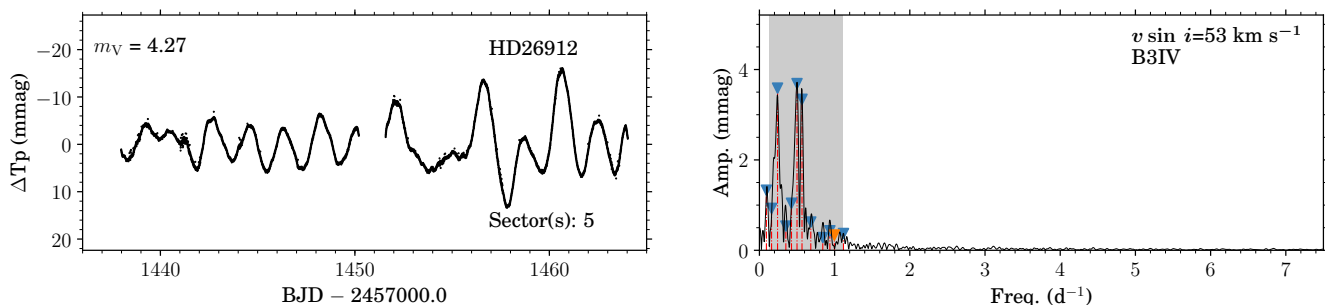 m_V = 4.27
HD26912
Sector(s): 5
−20
−10
0
10
20
ΔTp (mmag)
1440
1450
1460
BJD − 2457000.0
v sin i=53 km s⁻¹
B3IV
4
2
0
Amp. (mmag)
0
1
2
3
4
5
6
7
Freq. (d⁻¹)